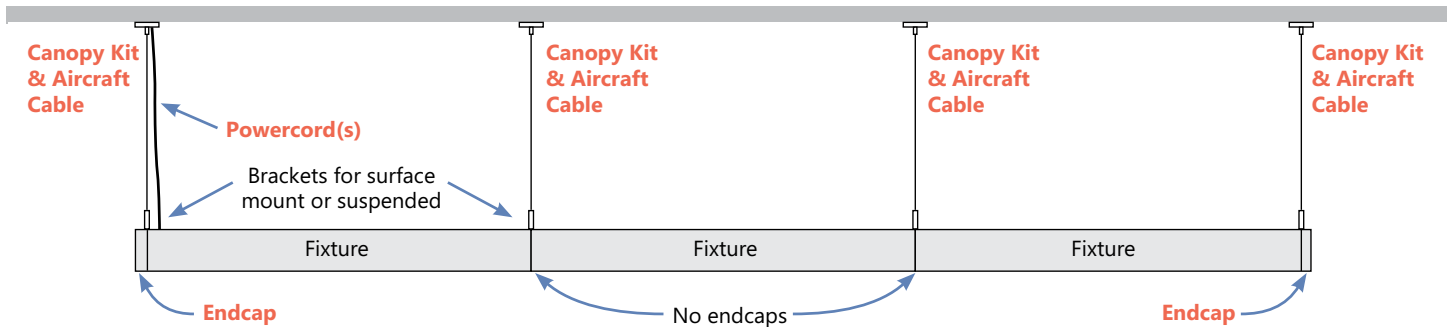 Canopy Kit
& Aircraft
Cable
Canopy Kit
& Aircraft
Cable
Canopy Kit
& Aircraft
Cable
Canopy Kit
& Aircraft
Cable
Powercord(s)
Brackets for surface
mount or suspended
Fixture
Fixture
Fixture
Endcap
No endcaps
Endcap